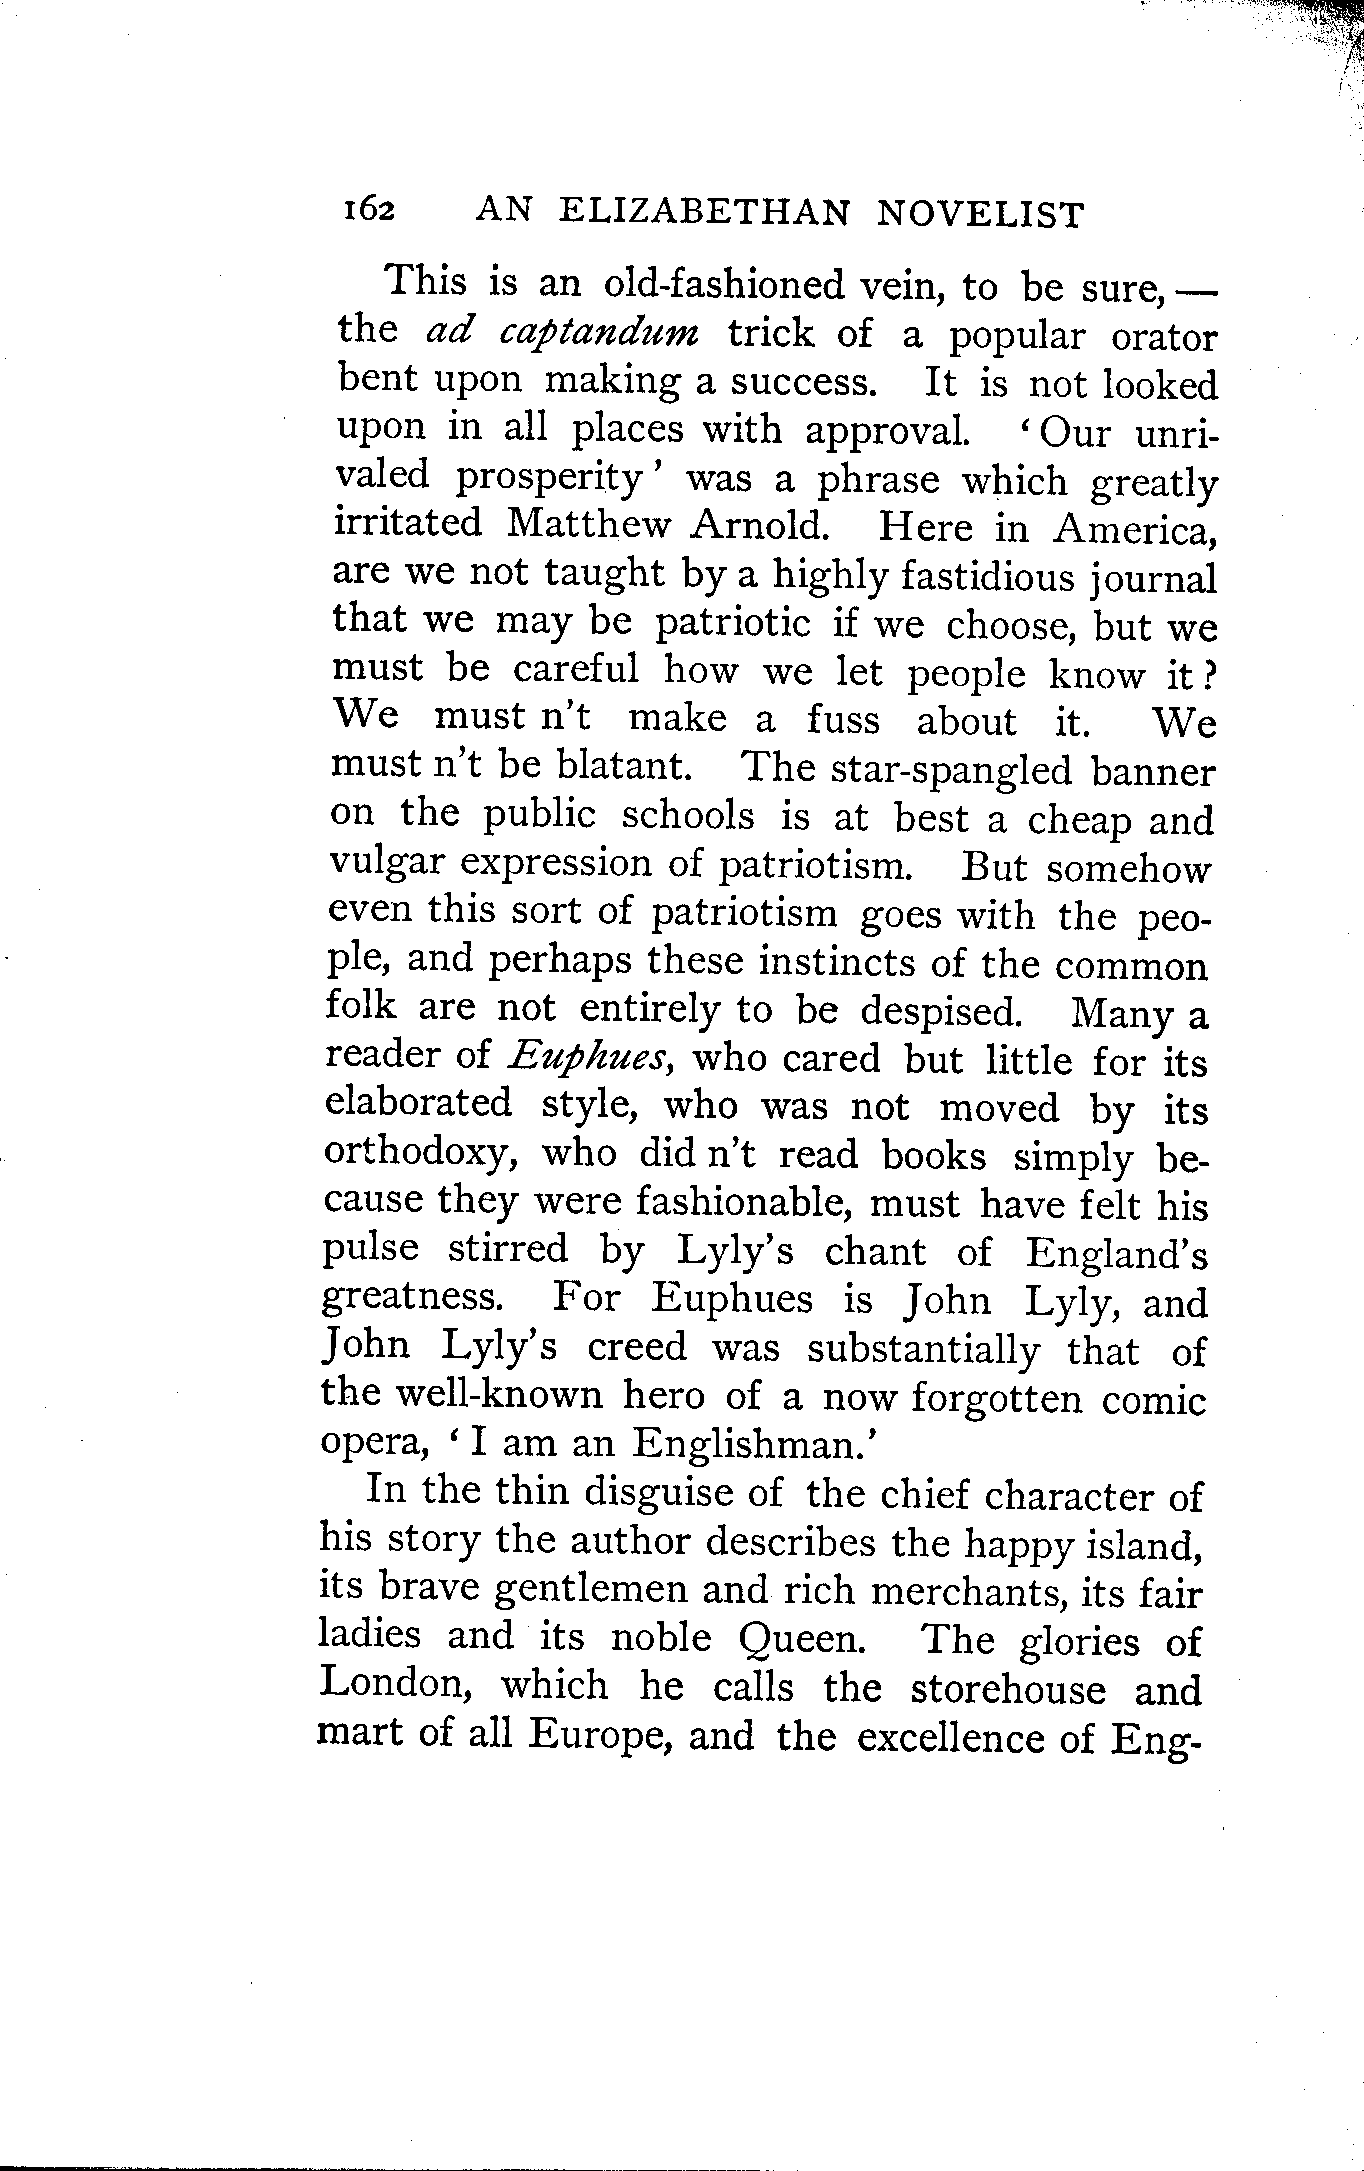 162 AN ELIZABETHAN NOVELIST
This is an old-fashioned vein, to be sure, —
the ad captandum trick of a popular orator
bent upon making a success. It is not looked
upon in all places with approval. ‘ Our unri-
valed prosperity ’ was a phrase which greatly
irritated Matthew Arnold. Here in America,
are we not taught by a highly fastidious journal
that we may be patriotic if we choose, but we
must be careful how we let people know it ?
We must n't make a fuss about it. We
must n't be blatant. The star-spangled banner
on the public schools is at best a cheap and
vulgar expression of patriotism. But somehow
even this sort of patriotism goes with the peo-
ple, and perhaps these instincts of the common
folk are not entirely to be despised. Many a
reader of Euphues, who cared but little for its
elaborated style, who was not moved by its
orthodoxy, who did n't read books simply be-
cause they were fashionable, must have felt his
pulse stirred by Lyly's chant of England's
greatness. For Euphues is John Lyly, and
John Lyly's creed was substantially that of
the well-known hero of a now forgotten comic
opera, ‘ I am an Englishman.’
In the thin disguise of the chief character of
his story the author describes the happy island,
its brave gentlemen and rich merchants, its fair
ladies and its noble Queen. The glories of
London, which he calls the storehouse and
mart of all Europe, and the excellence of Eng-